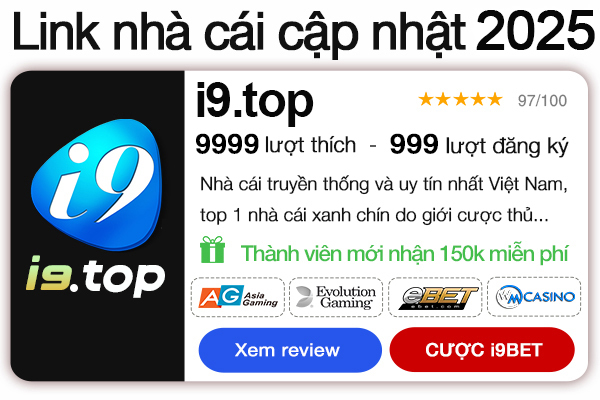 Link nhà cái cập nhật 2025
i9
i9.top
i9.top
★★★★★ 97/100
9999 lượt thích - 999 lượt đăng ký
Nhà cái truyền thống và uy tín nhất Việt Nam,
top 1 nhà cái xanh chín do giới cược thủ...
Thành viên mới nhận 150k miễn phí
AG Asia Gaming
Evolution Gaming
eBET
ebet.com
WM CASINO
Xem review
CƯỢC i9BET